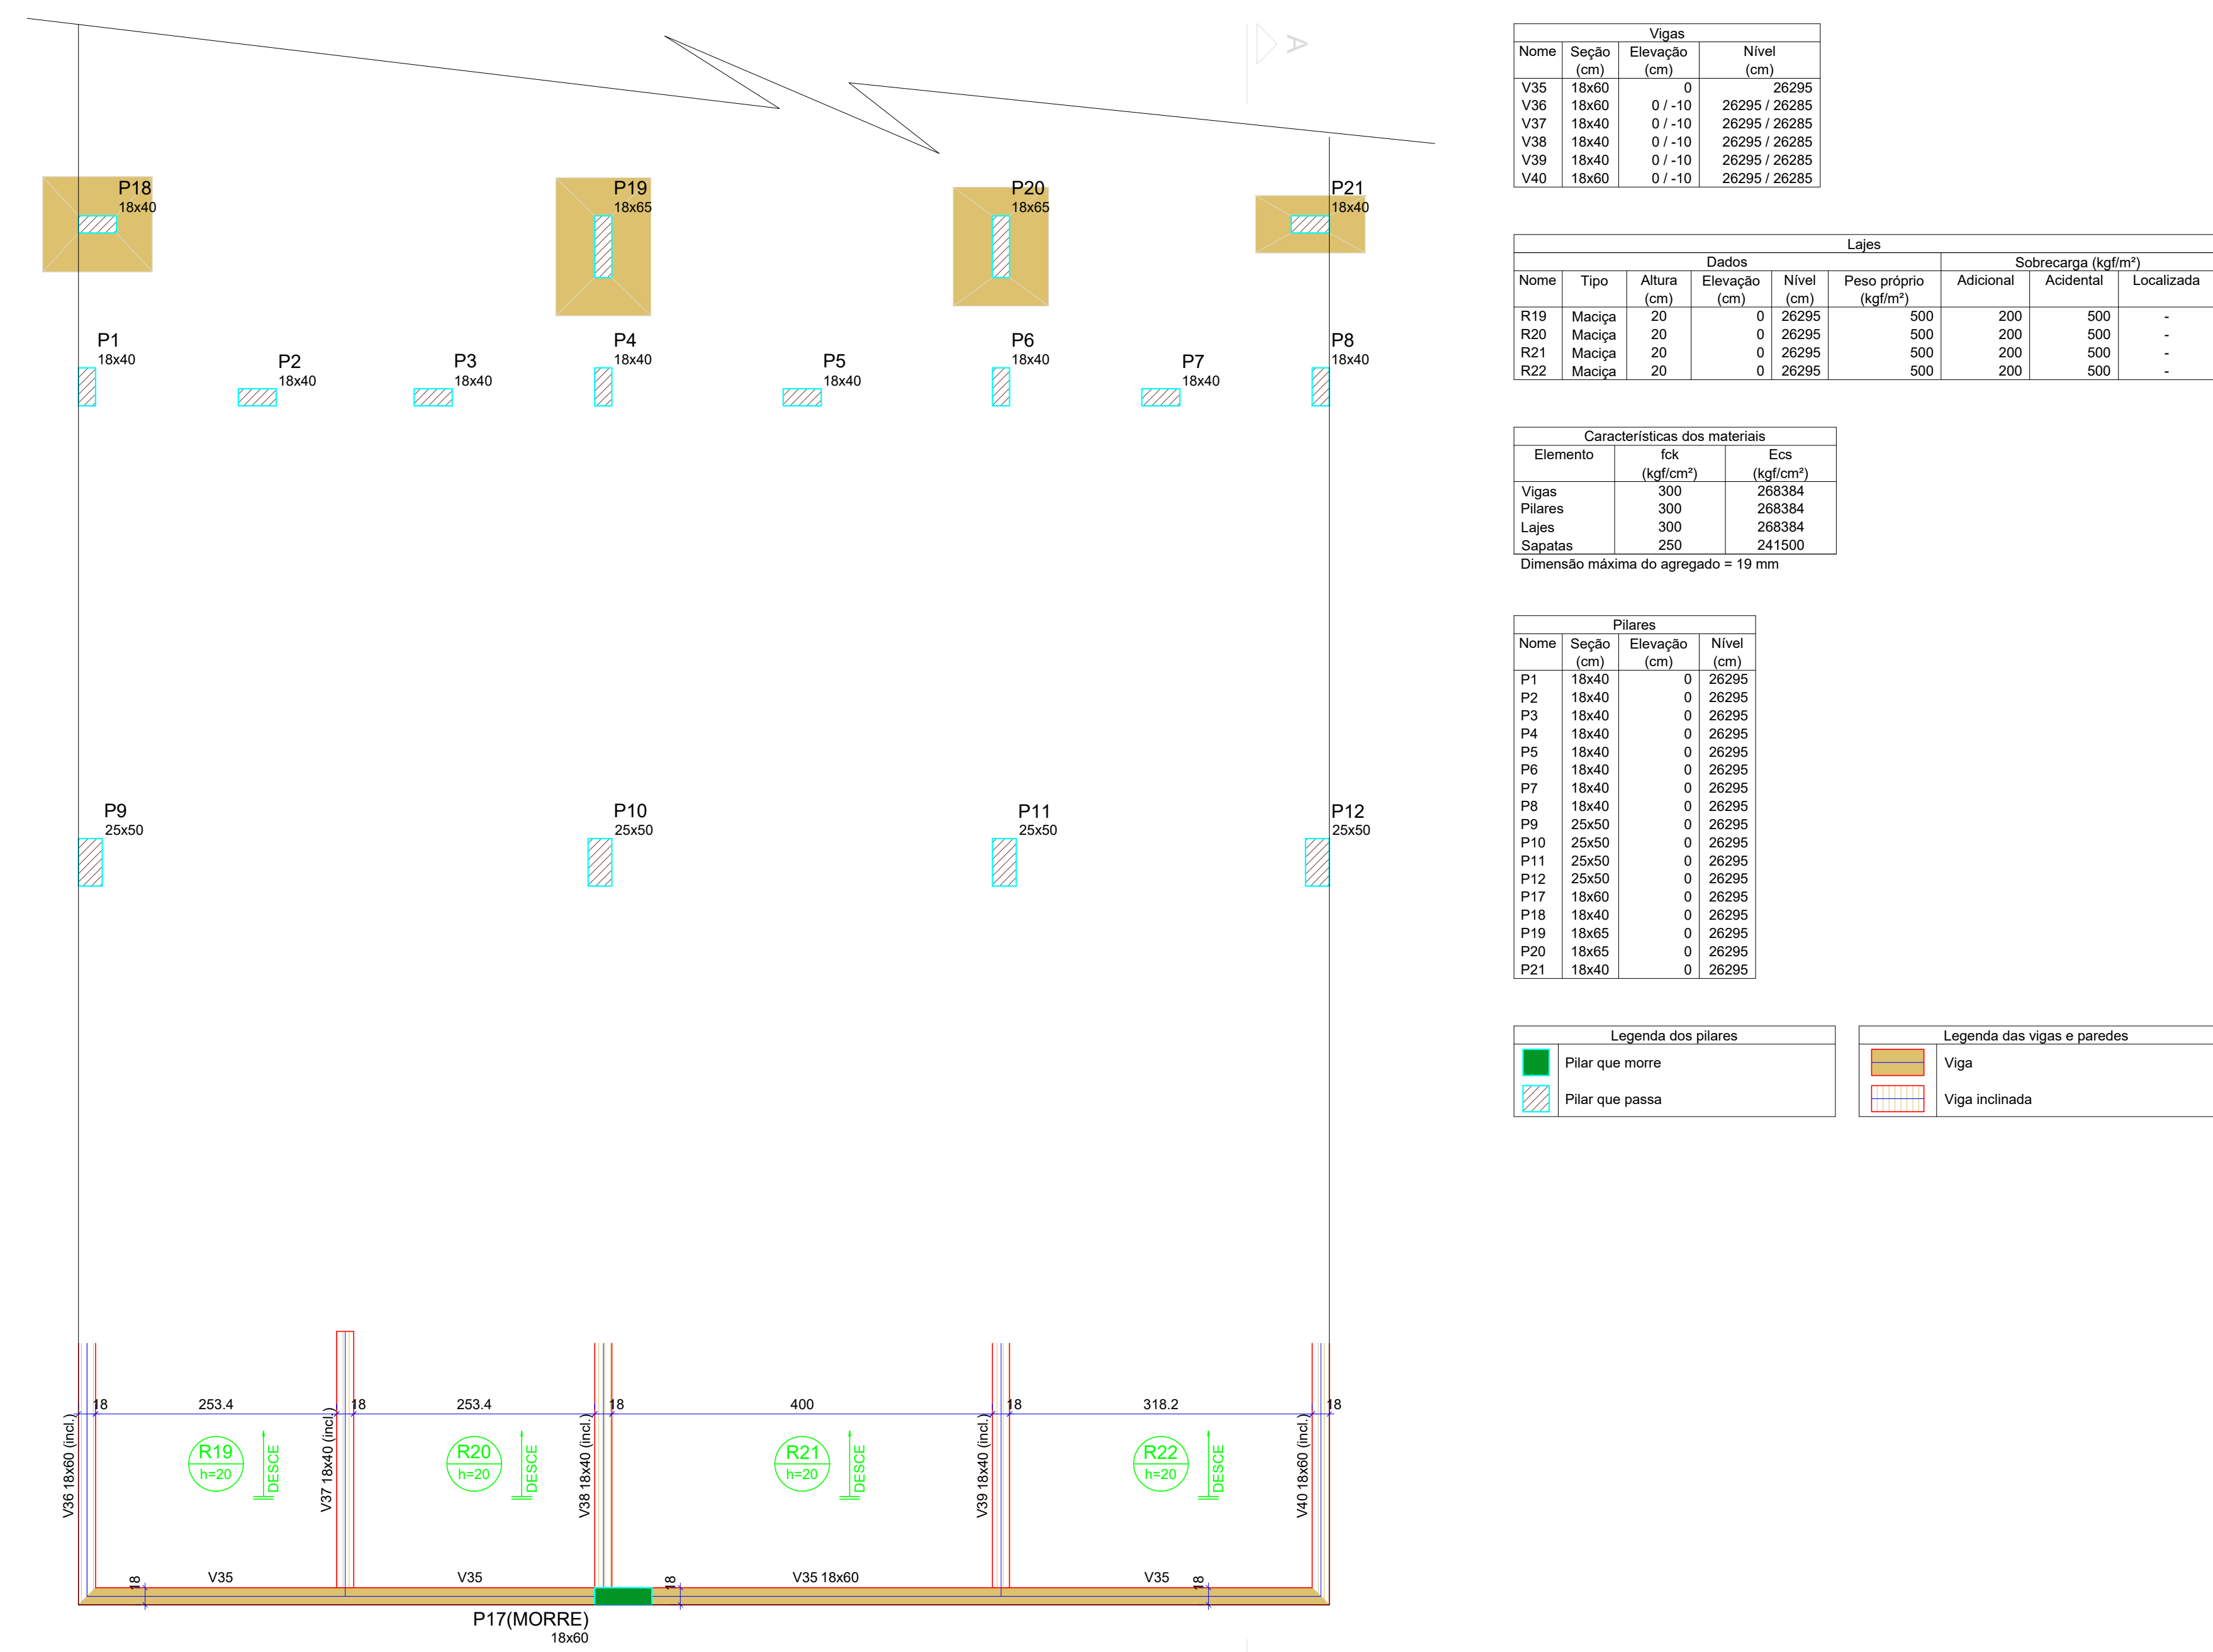 A
P18
18x40
P19
18x65
P20
18x65
P21
18x40
P1
18x40
P2
18x40
P3
18x40
P4
18x40
P5
18x40
P6
18x40
P7
18x40
P8
18x40
P9
25x50
P10
25x50
P11
25x50
P12
25x50
18 253.4 18 253.4 18 400 18 318.2 18
V36 18x60 (incl.)
R19
h=20
DESCE
V37 18x40 (incl.)
R20
h=20
DESCE
V38 18x40 (incl.)
R21
h=20
DESCE
V39 18x40 (incl.)
R22
h=20
DESCE
V40 18x60 (incl.)
18 V35 V35 18 V35 18x60 V35 18
P17(MORRE)
18x60
Vigas
Nome Seção Elevação Nível
(cm) (cm) (cm)
V35 18x60 0 26295
V36 18x60 0 / -10 26295 / 26285
V37 18x40 0 / -10 26295 / 26285
V38 18x40 0 / -10 26295 / 26285
V39 18x40 0 / -10 26295 / 26285
V40 18x60 0 / -10 26295 / 26285
Lajes
Dados Sobrecarga (kgf/m²)
Nome Tipo Altura Elevação Nível Peso próprio Adicional Acidental Localizada
(cm) (cm) (cm) (kgf/m²)
R19 Maciça 20 0 26295 500 200 500 -
R20 Maciça 20 0 26295 500 200 500 -
R21 Maciça 20 0 26295 500 200 500 -
R22 Maciça 20 0 26295 500 200 500 -
Características dos materiais
Elemento fck Ecs
(kgf/cm²) (kgf/cm²)
Vigas 300 268384
Pilares 300 268384
Lajes 300 268384
Sapatas 250 241500
Dimensão máxima do agregado = 19 mm
Pilares
Nome Seção Elevação Nível
(cm) (cm) (cm)
P1 18x40 0 26295
P2 18x40 0 26295
P3 18x40 0 26295
P4 18x40 0 26295
P5 18x40 0 26295
P6 18x40 0 26295
P7 18x40 0 26295
P8 18x40 0 26295
P9 25x50 0 26295
P10 25x50 0 26295
P11 25x50 0 26295
P12 25x50 0 26295
P17 18x60 0 26295
P18 18x40 0 26295
P19 18x65 0 26295
P20 18x65 0 26295
P21 18x40 0 26295
Legenda dos pilares
Pilar que morre
Pilar que passa
Legenda das vigas e paredes
Viga
Viga inclinada